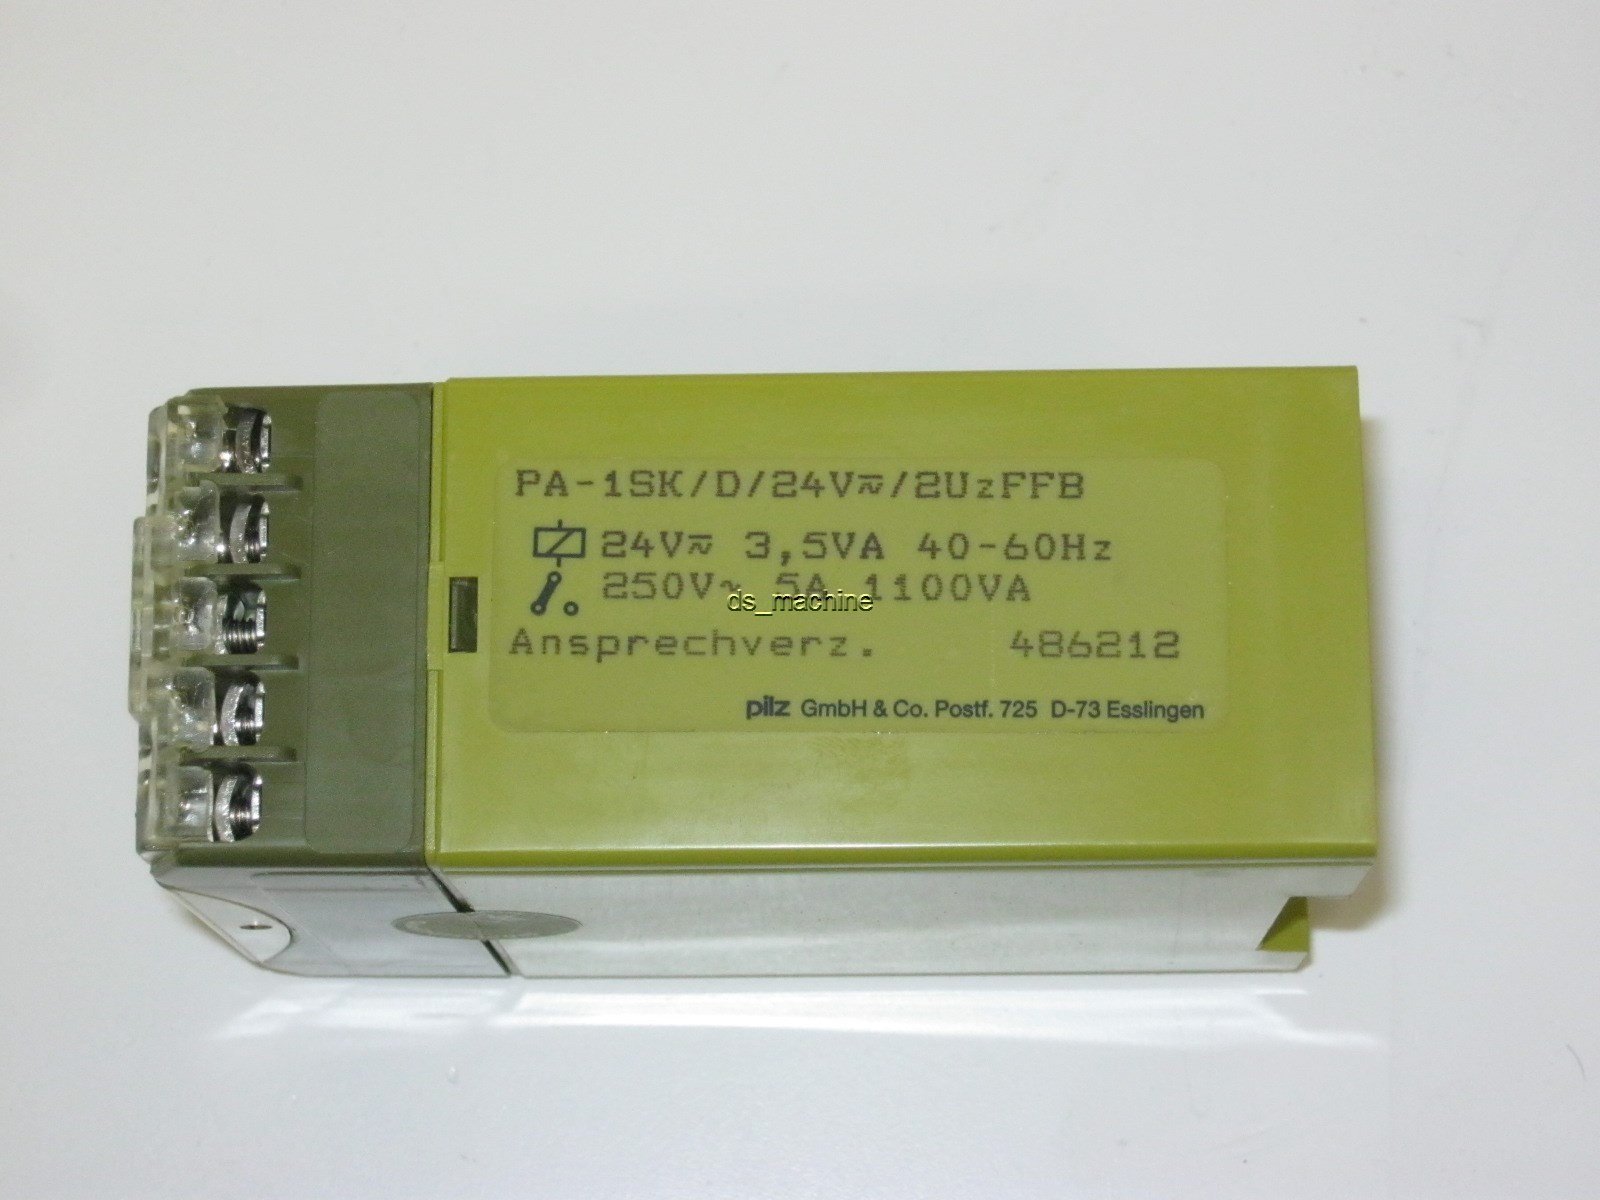 PA-1SK/D/24V≂/2UzFFB
24V≂ 3,5VA 40-60Hz
250V~ 5A 1100VA
ds_machine
Ansprechverz. 486212
pilz GmbH & Co. Postf. 725 D-73 Esslingen